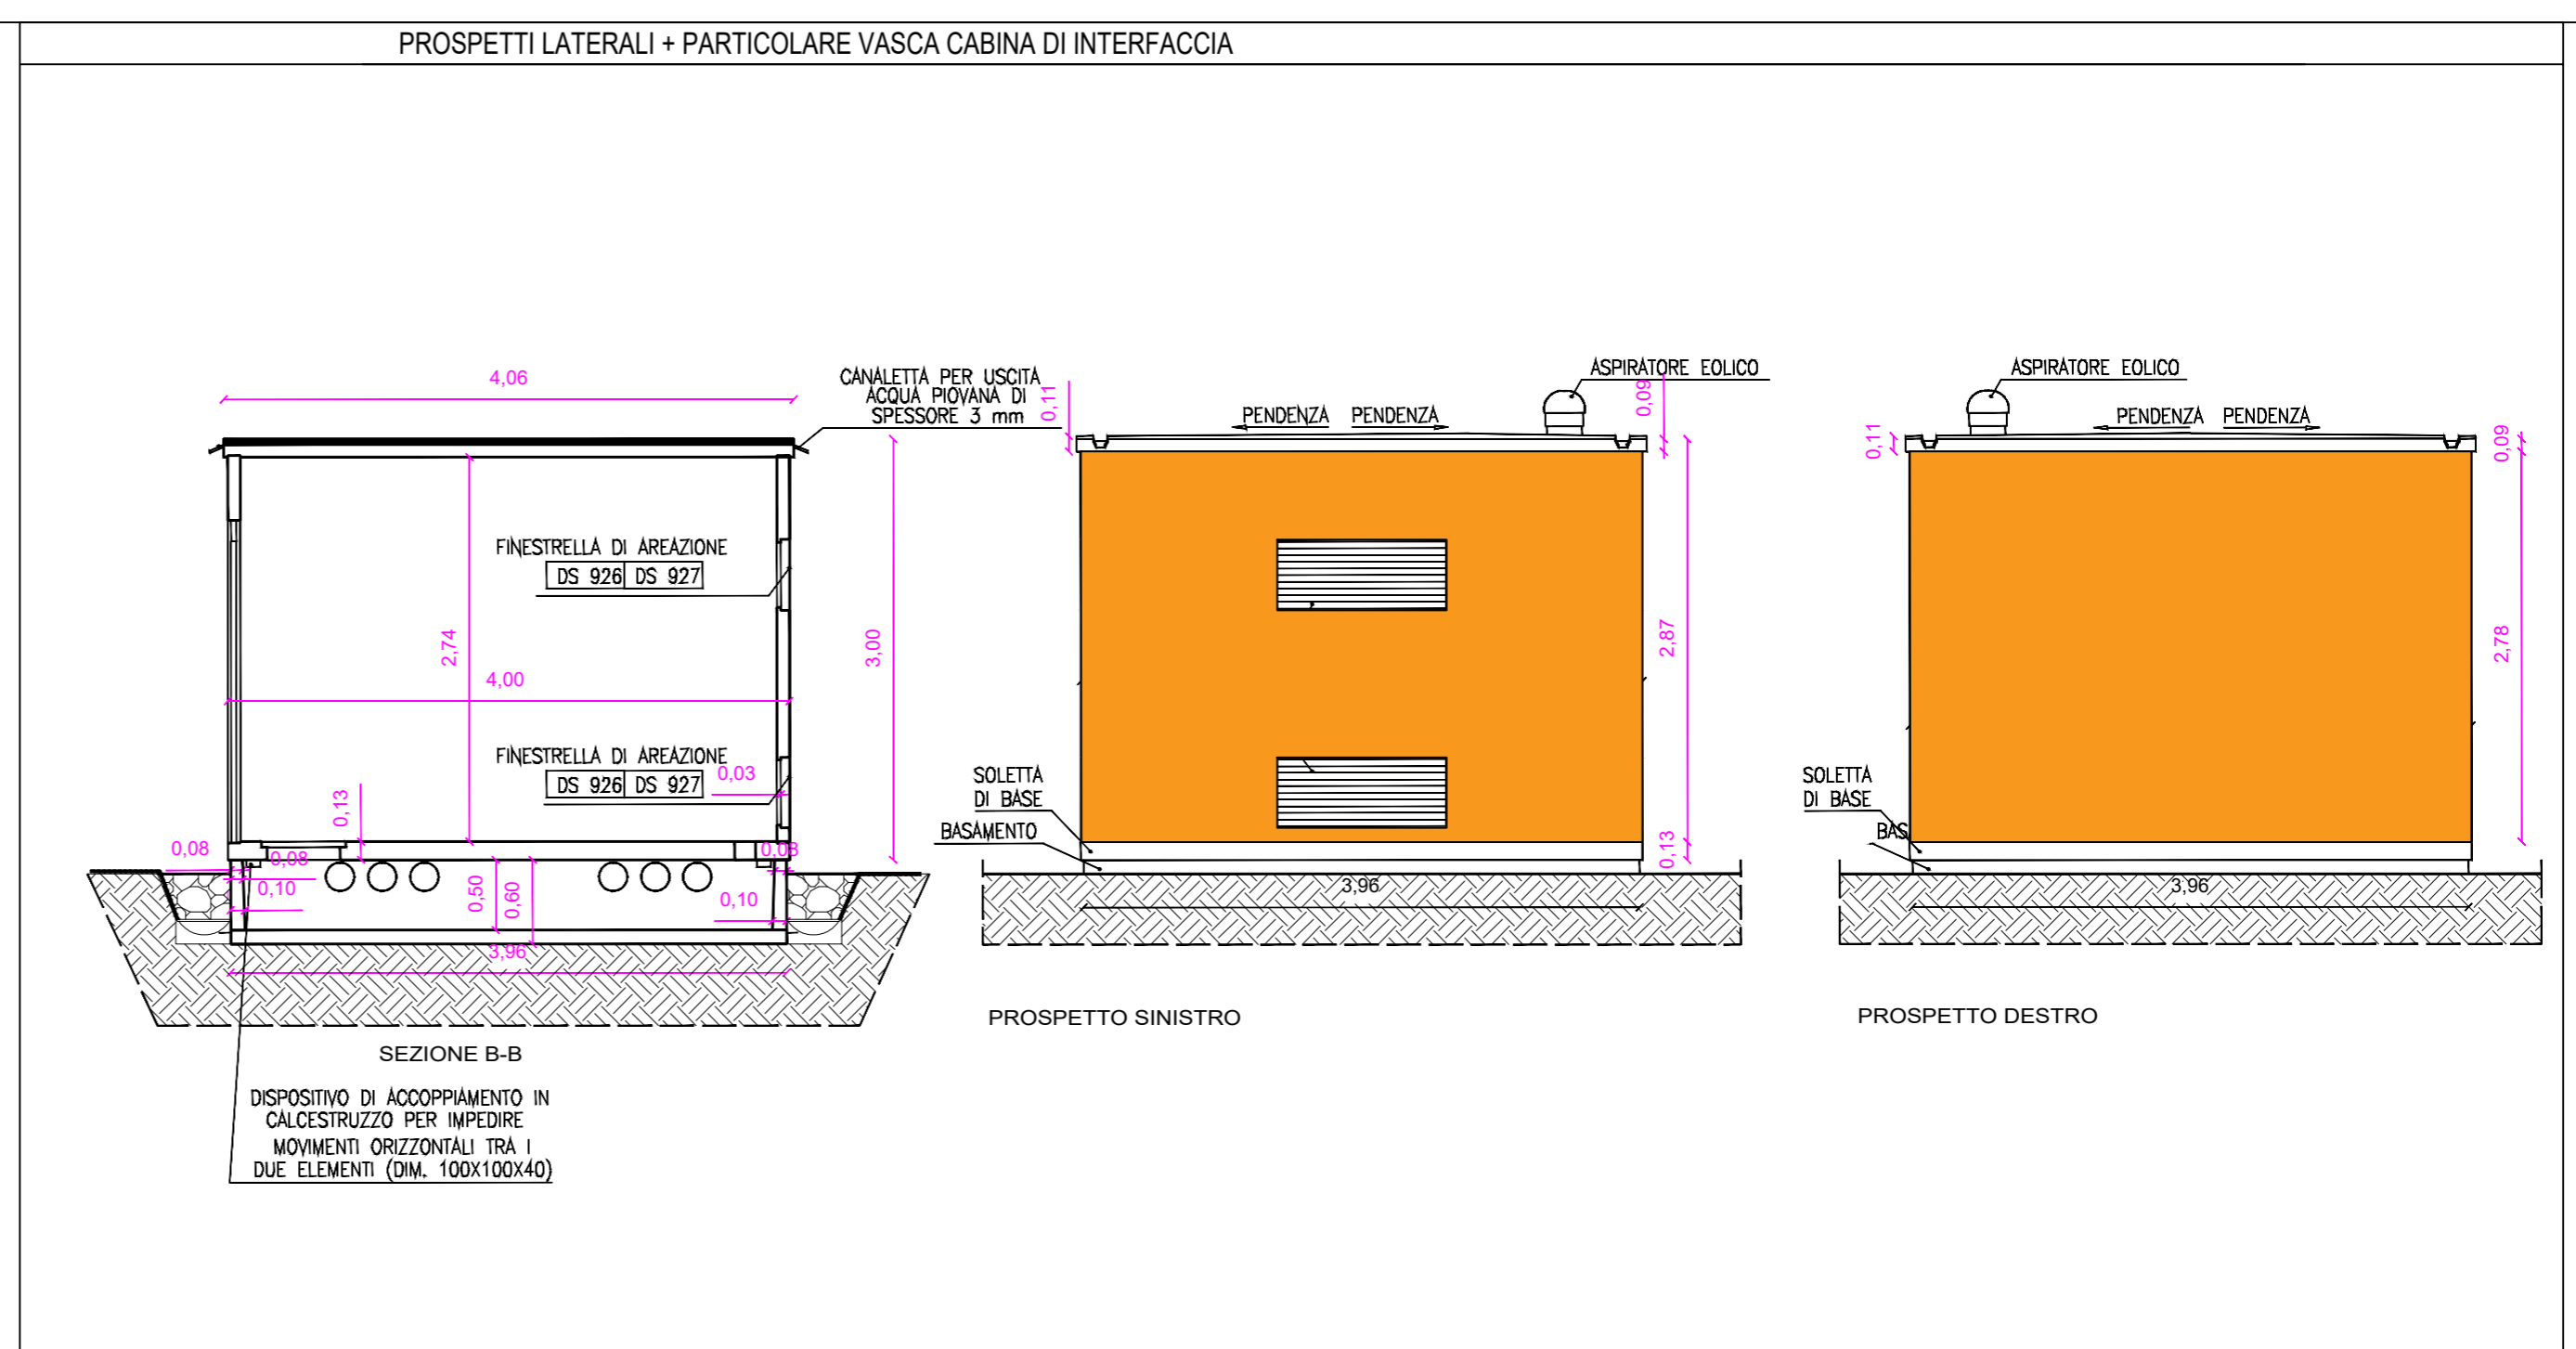 PROSPETTI LATERALI + PARTICOLARE VASCA CABINA DI INTERFACCIA
4,06
CANALETTA PER USCITA
ACQUA PIOVANA DI
SPESSORE 3 mm
FINESTRELLA DI AREAZIONE
DS 926 DS 927
2,74
4,00
3,00
FINESTRELLA DI AREAZIONE
DS 926 DS 927
0,03
0,13
0,08
0,08
0,08
0,10
0,50
0,60
0,10
3,96
SEZIONE B-B
DISPOSITIVO DI ACCOPPIAMENTO IN
CALCESTRUZZO PER IMPEDIRE
MOVIMENTI ORIZZONTALI TRA I
DUE ELEMENTI (DIM. 100X100X40)
0,11
PENDENZA PENDENZA
ASPIRATORE EOLICO
0,09
2,87
SOLETTA
DI BASE
BASAMENTO
0,13
3,96
PROSPETTO SINISTRO
ASPIRATORE EOLICO
PENDENZA PENDENZA
0,11
0,09
2,78
SOLETTA
DI BASE
BAS
3,96
PROSPETTO DESTRO